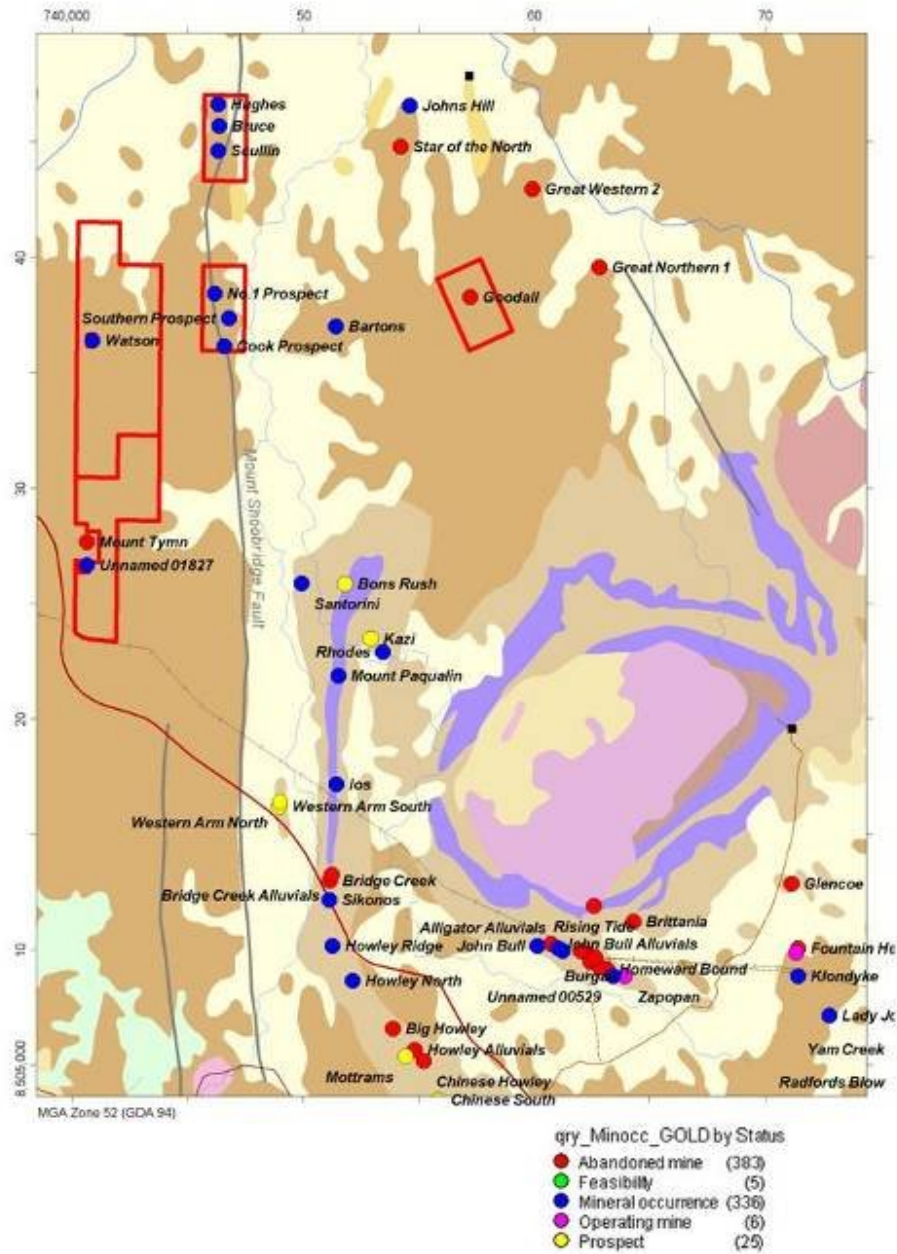 740,000 50 60 70
Hughes
Johns Hill
Bruce
Star of the North
Scullin
Great Western 2
40
Great Northern 1
No.1 Prospect
Goodall
Southern Prospect
Bartons
Watson
Cook Prospect
30
Mount Shoobridge Fault
Mount Tymn
Unnamed 01827
Bons Rush
Santorini
Kazi
Rhodes
Mount Paqualin
20
Ios
Western Arm South
Western Arm North
Bridge Creek
Glencoe
Bridge Creek Alluvials
Sikonos
Brittania
Alligator Alluvials
Rising Tide
10
Howley Ridge
John Bull
John Bull Alluvials
Fountain He
Homeward Bound
Burga
Klondyke
Howley North
Unnamed 00529
Zapopan
Lady Jo
Big Howley
Howley Alluvials
Yam Creek
Mottrams
Chinese Howley
Radfords Blow
Chinese South
8,605,000
MGA Zone 52 (GDA 94)
qry_Minocc_GOLD by Status
Abandoned mine (383)
Feasibility (5)
Mineral occurrence (336)
Operating mine (6)
Prospect (25)